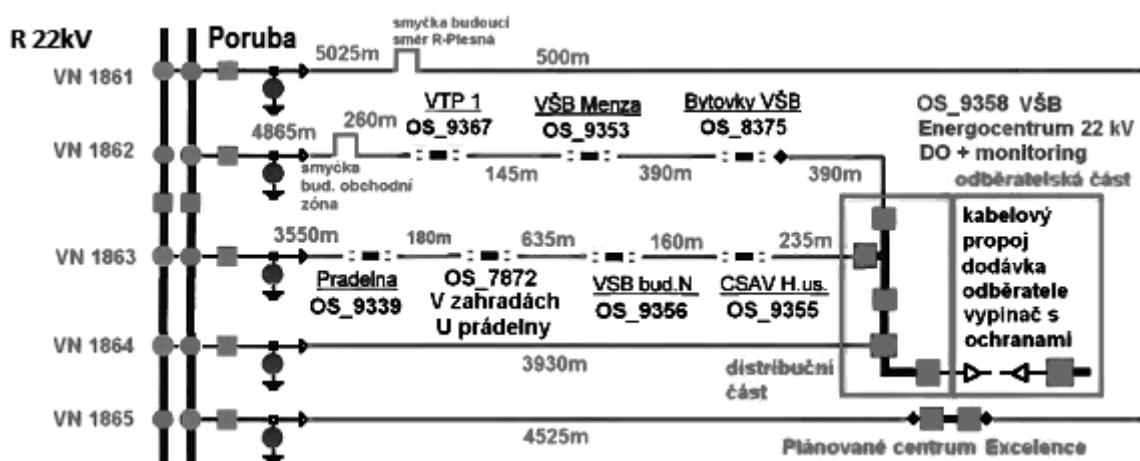 R 22kV
Poruba
smyčka budoucí
směr R-Plesná
VN 1861
5025m
500m
VTP 1
OS_9367
VŠB Menza
OS_9353
Bytovky VŠB
OS_8375
OS_9358 VŠB
Energocentrum 22 kV
DO + monitoring
odběratelská část
VN 1862
4865m
260m
smyčka
bud. obchodní
zóna
145m
390m
390m
kabelový
propoj
dodávka
odběratele
vypínač s
ochranami
VN 1863
3550m
180m
635m
160m
235m
Pradelna
OS_9339
OS_7872
V zahradách
U prádelny
VSB bud.N
OS_9356
CSAV H.us.
OS_9355
VN 1864
3930m
distribuční
část
VN 1865
4525m
Plánované centrum Excelence